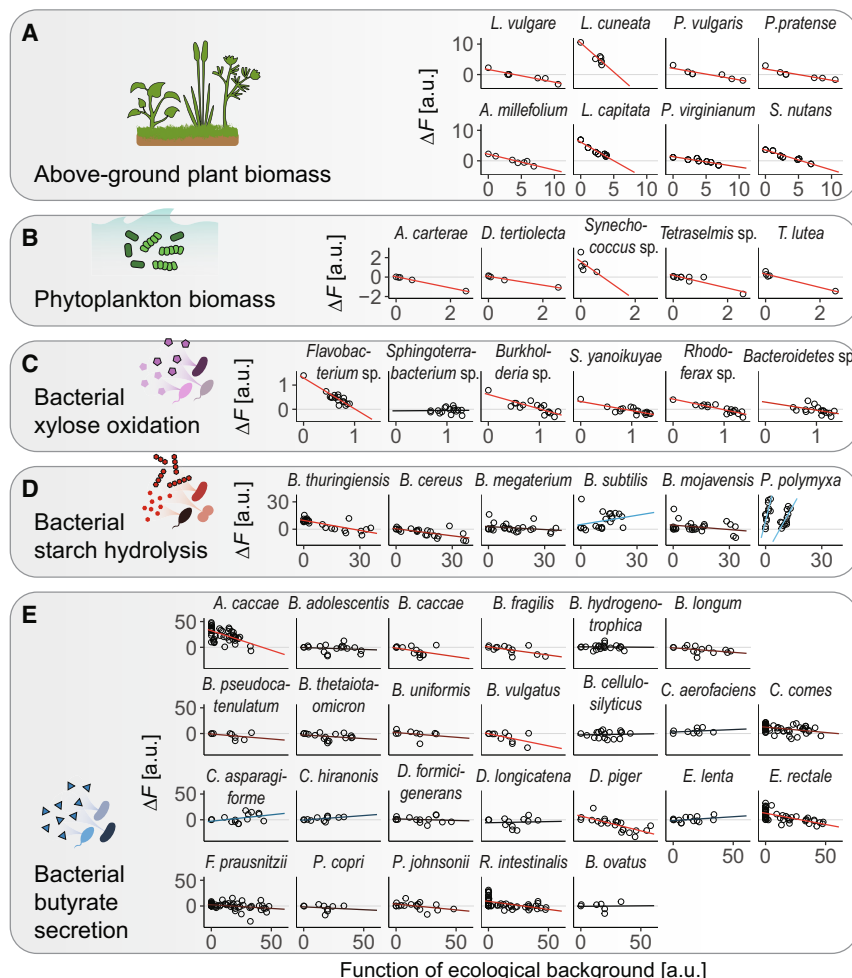 A
Above-ground plant biomass
L. vulgare L. cuneata P. vulgaris P.pratense
10
0
ΔF [a.u.]
A. millefolium L. capitata P. virginianum S. nutans
10
0
0 5 10 0 5 10 0 5 10 0 5 10
B
Phytoplankton biomass
A. carterae D. tertiolecta Synecho-
coccus sp. Tetraselmis sp. T. lutea
ΔF [a.u.]
2
0
−2
0 2 0 2 0 2 0 2 0 2
C
Bacterial
xylose oxidation
Flavobac-
terium sp. Sphingoterra-
bacterium sp. Burkhol-
deria sp. S. yanoikuyae Rhodo-
ferax sp. Bacteroidetes sp
ΔF [a.u.]
1
0
0 1 0 1 0 1 0 1 0 1 0 1
D
Bacterial
starch hydrolysis
B. thuringiensis B. cereus B. megaterium B. subtilis B. mojavensis P. polymyxa
ΔF [a.u.]
30
0
0 30 0 30 0 30 0 30 0 30 0 30
E
Bacterial
butyrate
secretion
A. caccae B. adolescentis B. caccae B. fragilis B. hydrogeno-
trophica B. longum
50
0
B. pseudoca-
tenulatum B. thetaiota-
omicron B. uniformis B. vulgatus B. cellulo-
silyticus C. aerofaciens C. comes
50
0
ΔF [a.u.]
C. asparagi-
forme C. hiranonis D. formici-
generans D. longicatena D. piger E. lenta E. rectale
50
0
0 50 0 50
F. prausnitzii P. copri P. johnsonii R. intestinalis B. ovatus
50
0
0 50 0 50 0 50 0 50 0 50
Function of ecological background [a.u.]